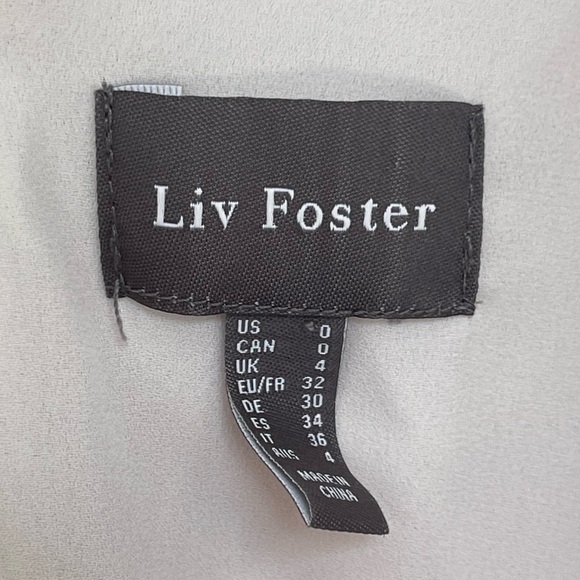 Liv Foster
US 0
CAN 0
UK 4
EU/FR 32
DE 30
ES 34
IT 36
AUS 4
MADE IN
CHINA